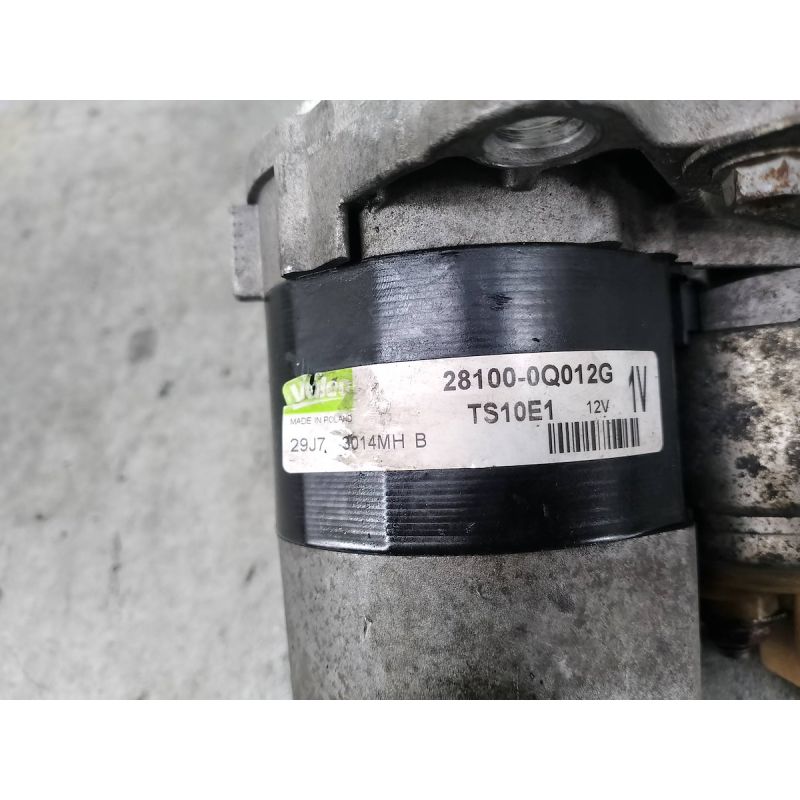 Valeo
28100-0Q012G
1V
MADE IN POLAND
TS10E1 12V
29J7 3014MH B